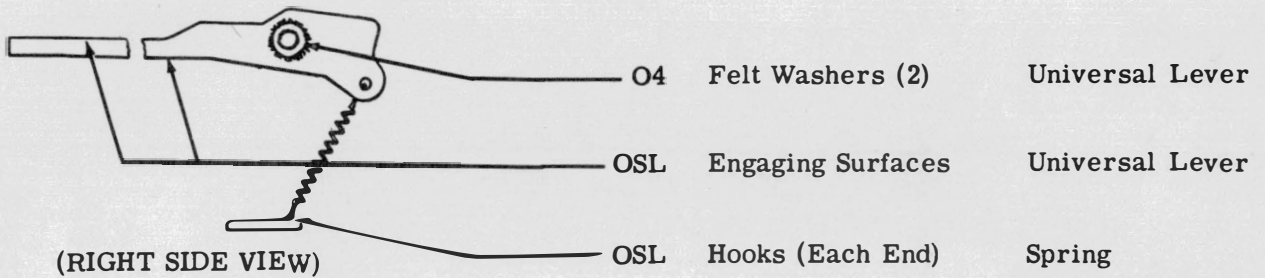 O4 Felt Washers (2) Universal Lever
OSL Engaging Surfaces Universal Lever
OSL Hooks (Each End) Spring
(RIGHT SIDE VIEW)